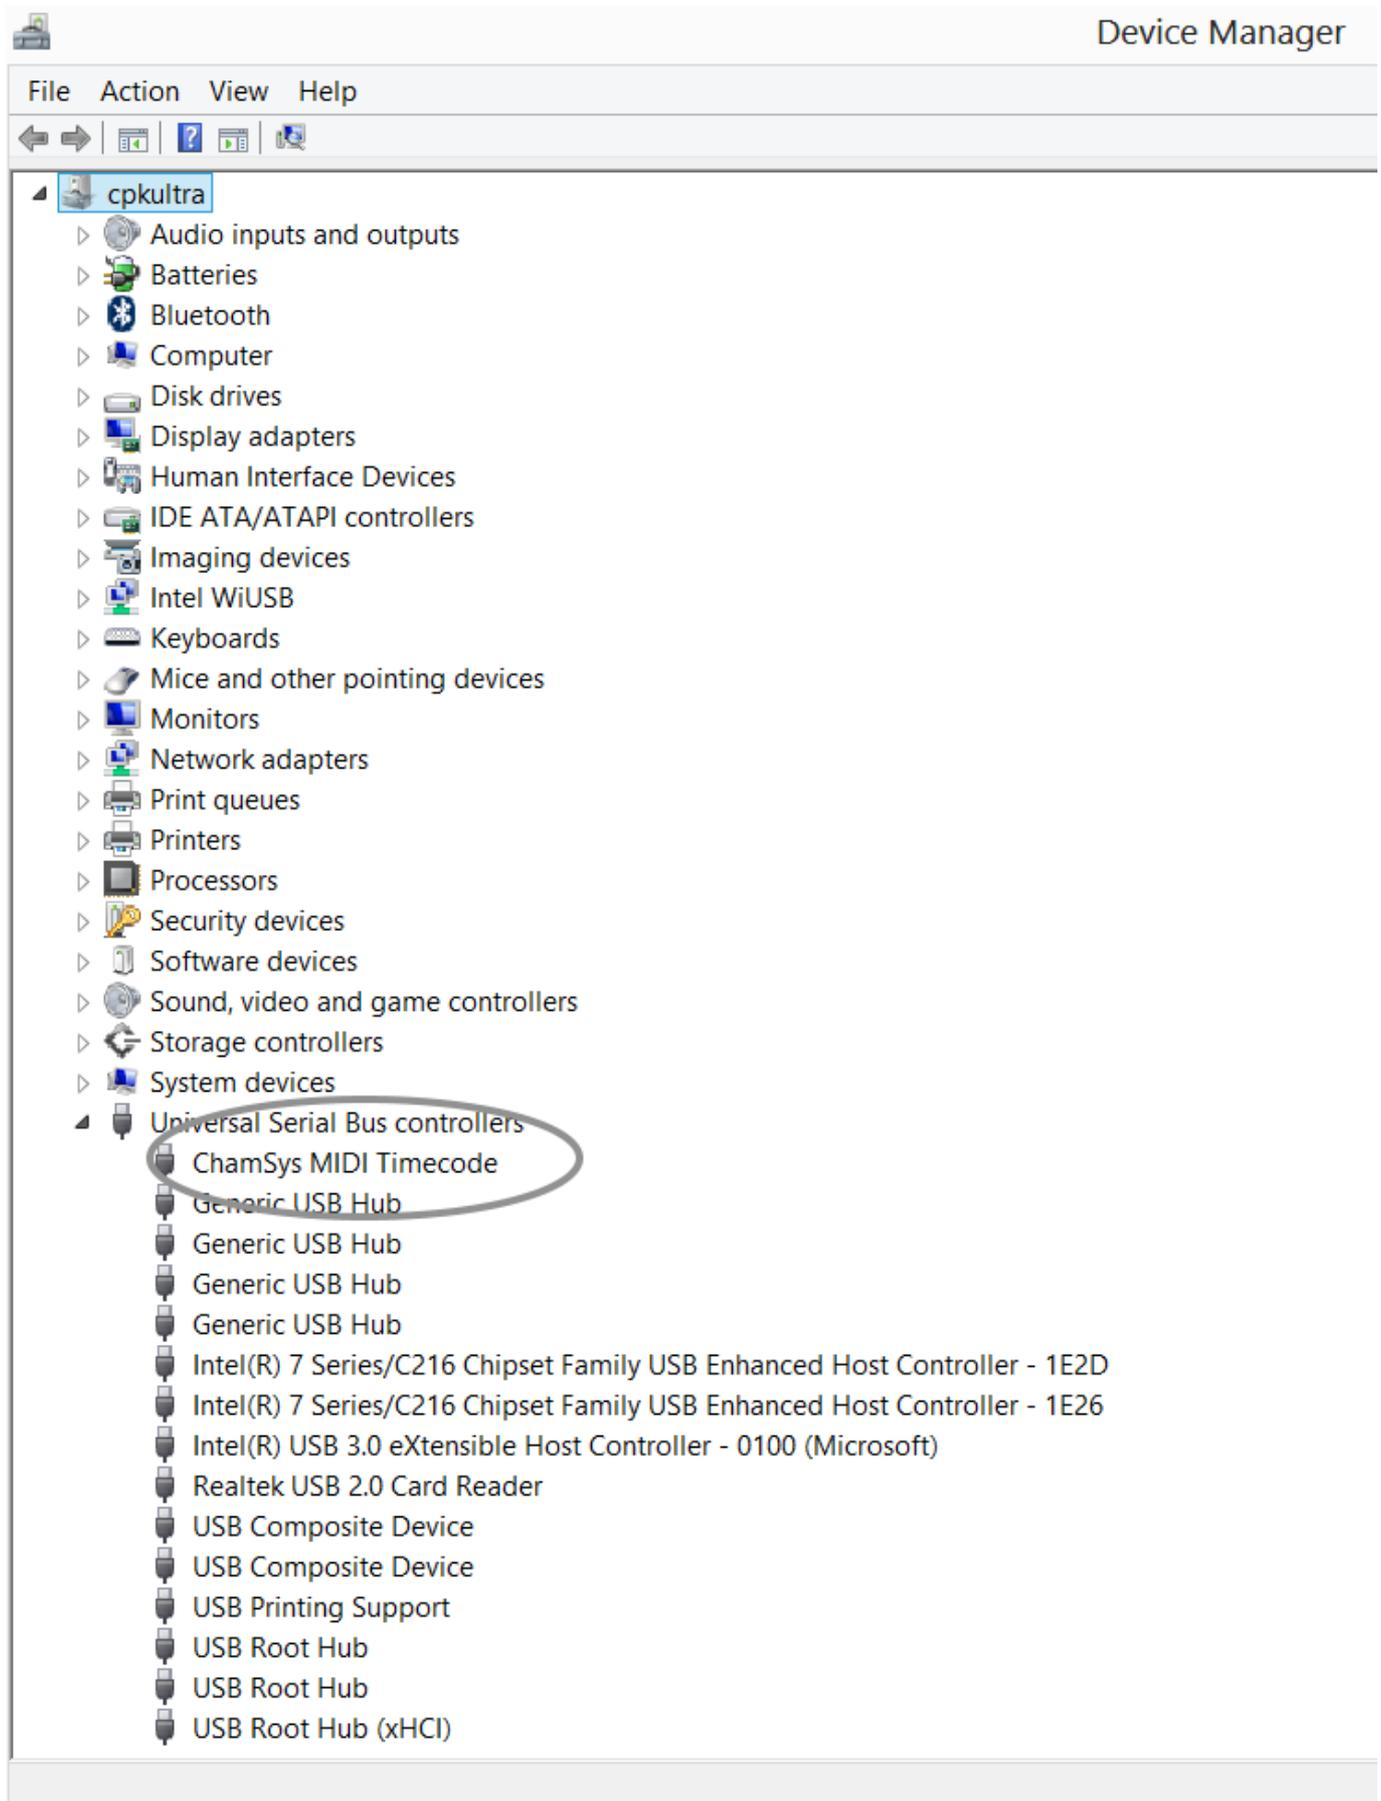 Device Manager
File Action View Help
cpkultra
Audio inputs and outputs
Batteries
Bluetooth
Computer
Disk drives
Display adapters
Human Interface Devices
IDE ATA/ATAPI controllers
Imaging devices
Intel WiUSB
Keyboards
Mice and other pointing devices
Monitors
Network adapters
Print queues
Printers
Processors
Security devices
Software devices
Sound, video and game controllers
Storage controllers
System devices
Universal Serial Bus controllers
ChamSys MIDI Timecode
Generic USB Hub
Generic USB Hub
Generic USB Hub
Generic USB Hub
Intel(R) 7 Series/C216 Chipset Family USB Enhanced Host Controller - 1E2D
Intel(R) 7 Series/C216 Chipset Family USB Enhanced Host Controller - 1E26
Intel(R) USB 3.0 eXtensible Host Controller - 0100 (Microsoft)
Realtek USB 2.0 Card Reader
USB Composite Device
USB Composite Device
USB Printing Support
USB Root Hub
USB Root Hub
USB Root Hub (xHCI)